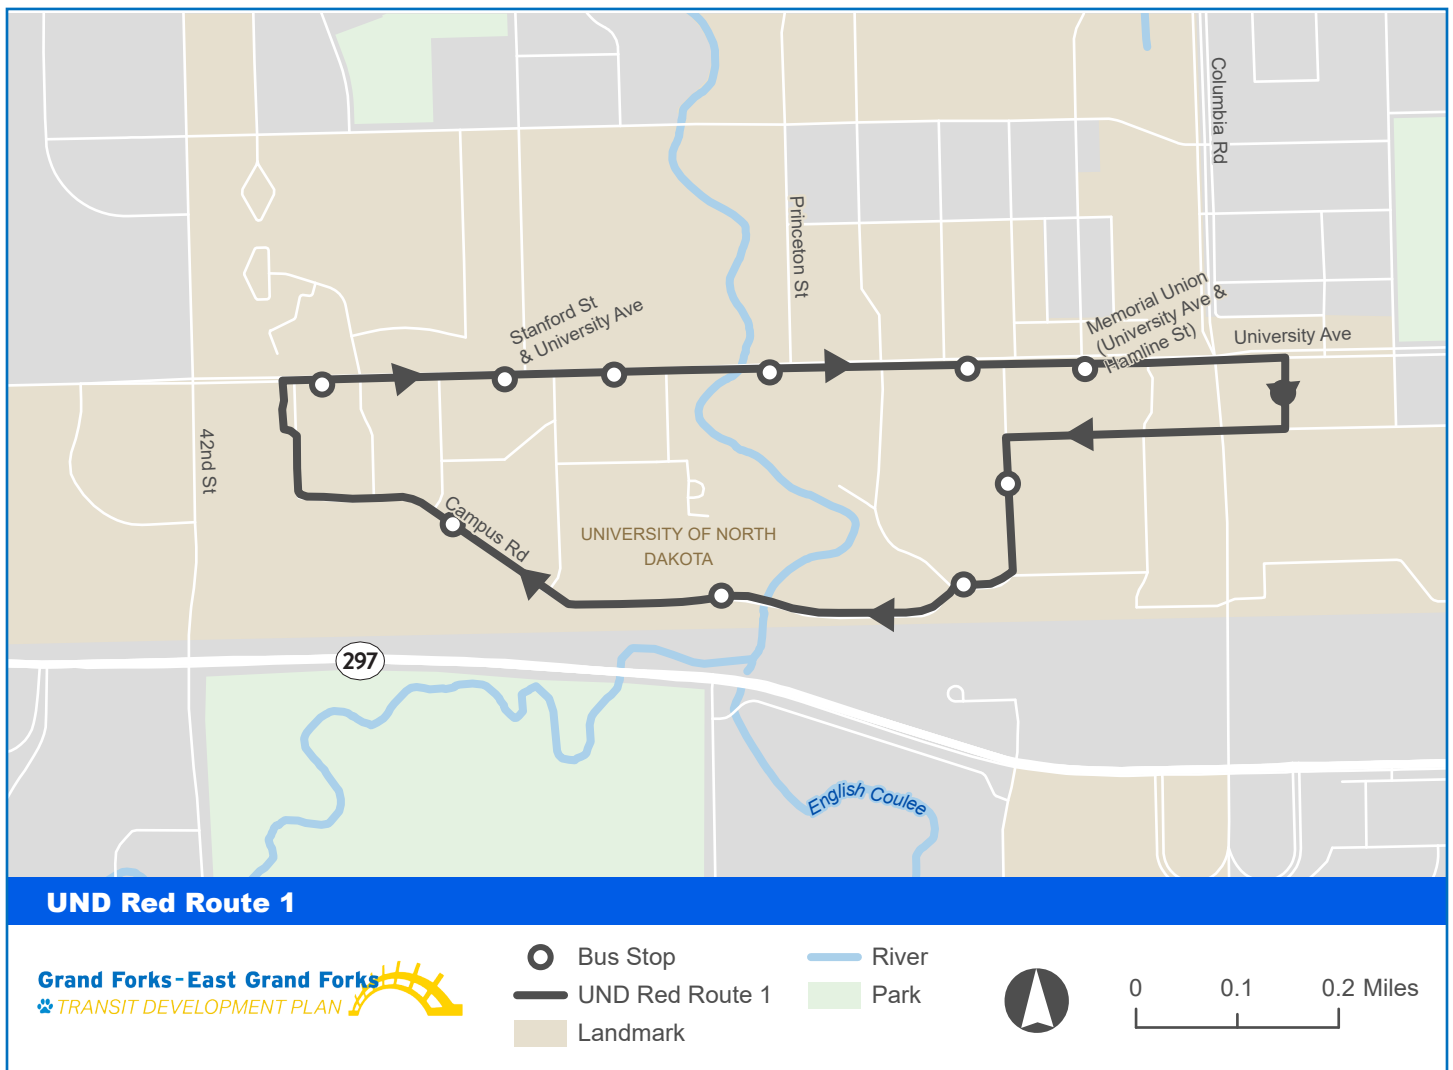 Columbia Rd
Princeton St
Stanford St
& University Ave
Memorial Union
(University Ave &
Hamline St)
University Ave
42nd St
Campus Rd
UNIVERSITY OF NORTH
DAKOTA
297
English Coulee
UND Red Route 1
Grand Forks-East Grand Forks
TRANSIT DEVELOPMENT PLAN
Bus Stop
UND Red Route 1
Landmark
River
Park
0 0.1 0.2 Miles